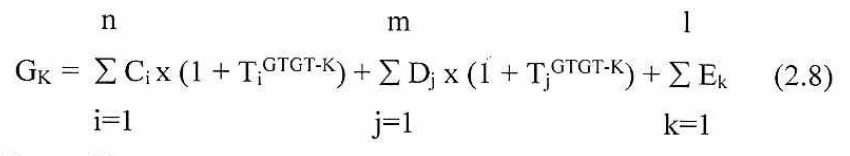 n m l
G_K = ∑ C_i x (1 + T_i^GTGT-K) + ∑ D_j x (1 + T_j^GTGT-K) + ∑ E_k (2.8)
i=1 j=1 k=1